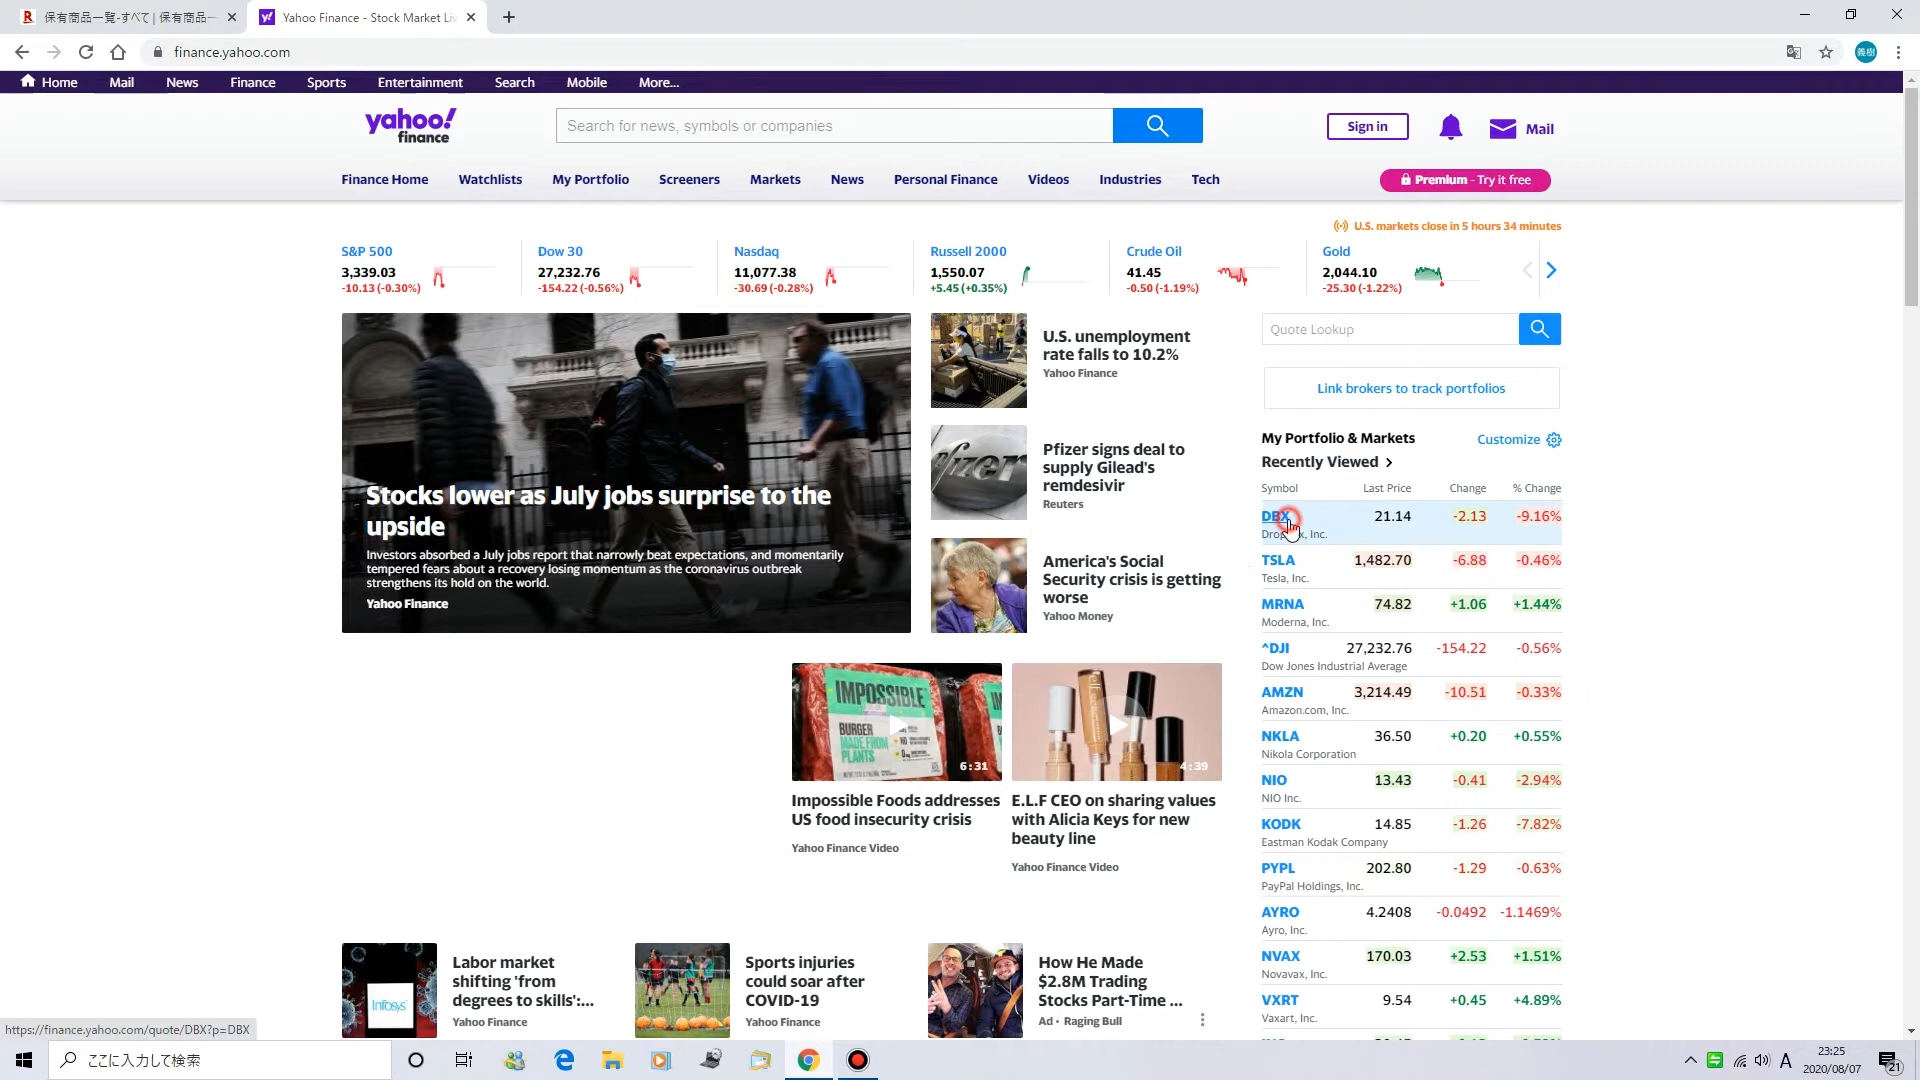 保有商品一覧-すべて | 保有商品一
Yahoo Finance - Stock Market Liv
finance.yahoo.com
義樹
Home Mail News Finance Sports Entertainment Search Mobile More...
yahoo!
finance
Search for news, symbols or companies
Sign in
Mail
Finance Home Watchlists My Portfolio Screeners Markets News Personal Finance Videos Industries Tech
Premium - Try it free
U.S. markets close in 5 hours 34 minutes
S&P 500
3,339.03
-10.13 (-0.30%)
Dow 30
27,232.76
-154.22 (-0.56%)
Nasdaq
11,077.38
-30.69 (-0.28%)
Russell 2000
1,550.07
+5.45 (+0.35%)
Crude Oil
41.45
-0.50 (-1.19%)
Gold
2,044.10
-25.30 (-1.22%)
Stocks lower as July jobs surprise to the
upside
Investors absorbed a July jobs report that narrowly beat expectations, and momentarily
tempered fears about a recovery losing momentum as the coronavirus outbreak
strengthens its hold on the world.
Yahoo Finance
U.S. unemployment
rate falls to 10.2%
Yahoo Finance
Pfizer
Pfizer signs deal to
supply Gilead's
remdesivir
Reuters
America's Social
Security crisis is getting
worse
Yahoo Money
IMPOSSIBLE
BURGER
MADE FROM
PLANTS
6:31
Impossible Foods addresses
US food insecurity crisis
Yahoo Finance Video
4:39
E.L.F CEO on sharing values
with Alicia Keys for new
beauty line
Yahoo Finance Video
Infosys
Labor market
shifting 'from
degrees to skills':...
Yahoo Finance
Sports injuries
could soar after
COVID-19
Yahoo Finance
How He Made
$2.8M Trading
Stocks Part-Time ...
Ad • Raging Bull
Quote Lookup
Link brokers to track portfolios
My Portfolio & Markets
Customize
Recently Viewed
Symbol Last Price Change % Change
DBX 21.14 -2.13 -9.16%
Dropbox, Inc.
TSLA 1,482.70 -6.88 -0.46%
Tesla, Inc.
MRNA 74.82 +1.06 +1.44%
Moderna, Inc.
^DJI 27,232.76 -154.22 -0.56%
Dow Jones Industrial Average
AMZN 3,214.49 -10.51 -0.33%
Amazon.com, Inc.
NKLA 36.50 +0.20 +0.55%
Nikola Corporation
NIO 13.43 -0.41 -2.94%
NIO Inc.
KODK 14.85 -1.26 -7.82%
Eastman Kodak Company
PYPL 202.80 -1.29 -0.63%
PayPal Holdings, Inc.
AYRO 4.2408 -0.0492 -1.1469%
Ayro, Inc.
NVAX 170.03 +2.53 +1.51%
Novavax, Inc.
VXRT 9.54 +0.45 +4.89%
Vaxart, Inc.
https://finance.yahoo.com/quote/DBX?p=DBX
ここに入力して検索
A
23:25
2020/08/07
21